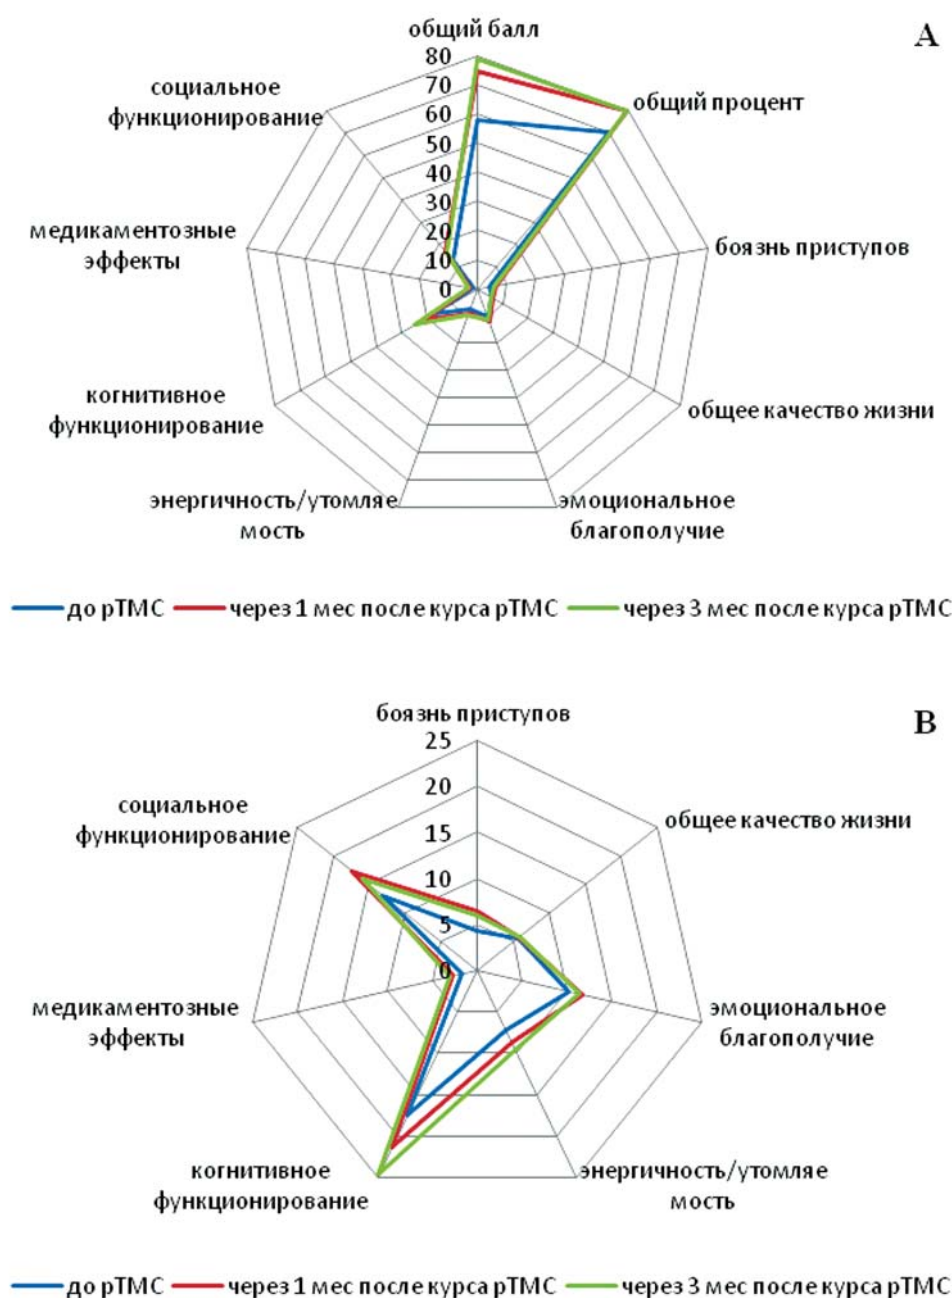 A
общий балл
80
70
60
50
40
30
20
10
0
общий процент
боязнь приступов
общее качество жизни
эмоциональное
благополучие
энергичность/утомляе
мость
когнитивное
функционирование
медикаментозные
эффекты
социальное
функционирование
до рТМС через 1 мес после курса рТМС через 3 мес после курса рТМС
B
боязнь приступов
25
20
15
10
5
0
общее качество жизни
эмоциональное
благополучие
энергичность/утомляе
мость
когнитивное
функционирование
медикаментозные
эффекты
социальное
функционирование
до рТМС через 1 мес после курса рТМС через 3 мес после курса рТМС